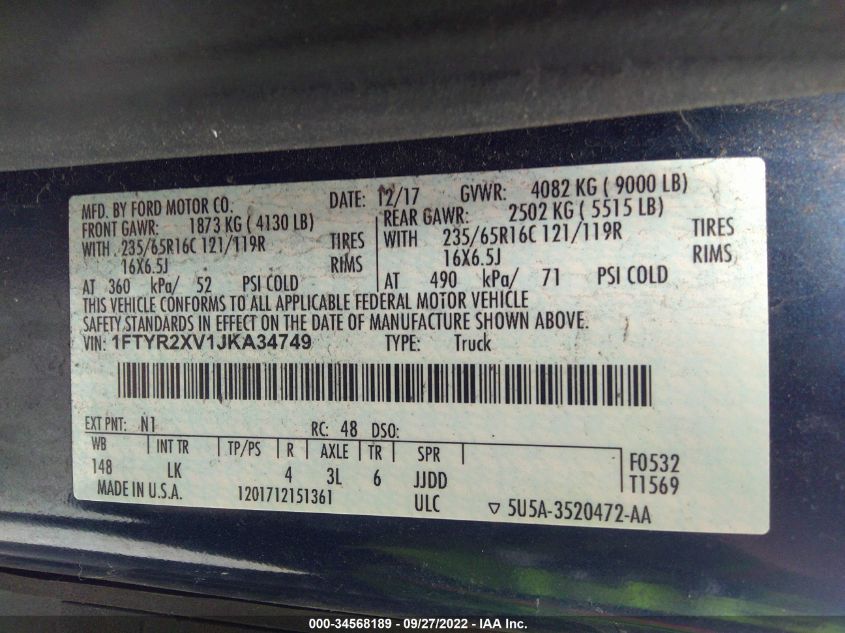 MFD. BY FORD MOTOR CO.
DATE: 12/17 GVWR: 4082 KG ( 9000 LB)
FRONT GAWR: 1873 KG ( 4130 LB)
REAR GAWR: 2502 KG ( 5515 LB)
WITH 235/65R16C 121/119R TIRES
WITH 235/65R16C 121/119R TIRES
16X6.5J RIMS
16X6.5J RIMS
AT 360 kPa/ 52 PSI COLD
AT 490 kPa/ 71 PSI COLD
THIS VEHICLE CONFORMS TO ALL APPLICABLE FEDERAL MOTOR VEHICLE
SAFETY STANDARDS IN EFFECT ON THE DATE OF MANUFACTURE SHOWN ABOVE.
VIN: 1FTYR2XV1JKA34749 TYPE: Truck
EXT PNT: N1 RC: 48 DSO:
WB INT TR TP/PS R AXLE TR SPR
148 LK 4 3L 6 JJDD
F0532
T1569
MADE IN U.S.A. 1201712151361 ULC ▽ 5U5A-3520472-AA
000-34568189 - 09/27/2022 - IAA Inc.